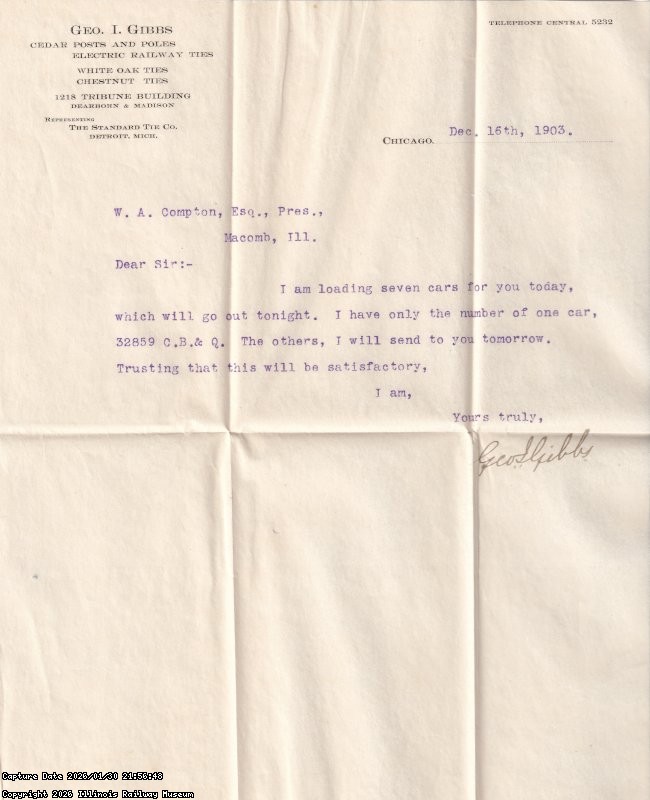 GEO. I. GIBBS
CEDAR POSTS AND POLES
ELECTRIC RAILWAY TIES
WHITE OAK TIES
CHESTNUT TIES
1218 TRIBUNE BUILDING
DEARBORN & MADISON
REPRESENTING
THE STANDARD TIE CO.
DETROIT, MICH.
TELEPHONE CENTRAL 5232
CHICAGO. Dec. 16th, 1903.
W. A. Compton, Esq., Pres.,
Macomb, Ill.
Dear Sir:-
I am loading seven cars for you today,
which will go out tonight. I have only the number of one car,
32859 C.B.& Q. The others, I will send to you tomorrow.
Trusting that this will be satisfactory,
I am,
Yours truly,
Geo I Gibbs
Capture Date 2026/01/30 21:56:48
Copyright 2026 Illinois Railway Museum